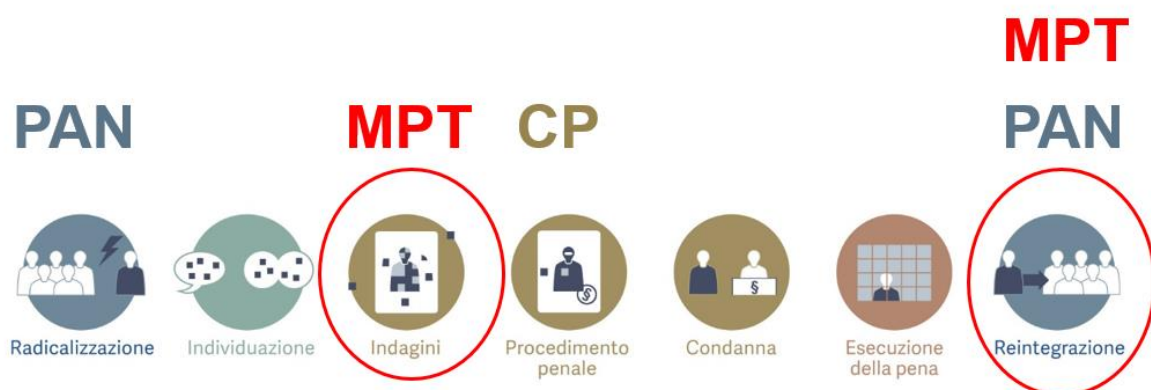 MPT
PAN MPT CP PAN
§
§
Radicalizzazione Individuazione Indagini Procedimento Condanna Esecuzione Reintegrazione
penale della pena